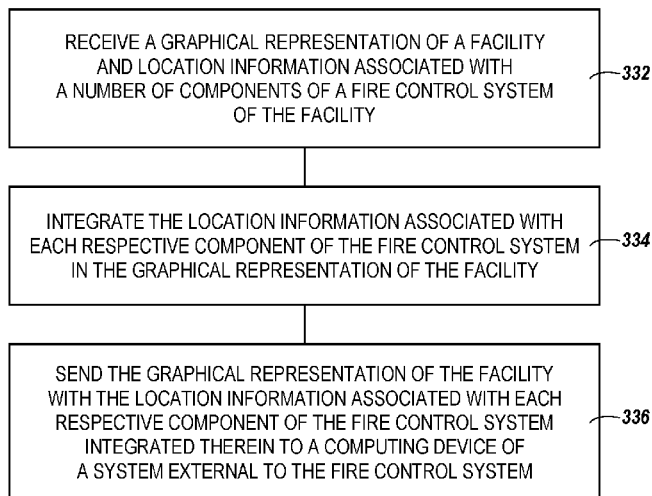 RECEIVE A GRAPHICAL REPRESENTATION OF A FACILITY
AND LOCATION INFORMATION ASSOCIATED WITH
A NUMBER OF COMPONENTS OF A FIRE CONTROL SYSTEM
OF THE FACILITY
332
INTEGRATE THE LOCATION INFORMATION ASSOCIATED WITH
EACH RESPECTIVE COMPONENT OF THE FIRE CONTROL SYSTEM
IN THE GRAPHICAL REPRESENTATION OF THE FACILITY
334
SEND THE GRAPHICAL REPRESENTATION OF THE FACILITY
WITH THE LOCATION INFORMATION ASSOCIATED WITH EACH
RESPECTIVE COMPONENT OF THE FIRE CONTROL SYSTEM
INTEGRATED THEREIN TO A COMPUTING DEVICE OF
A SYSTEM EXTERNAL TO THE FIRE CONTROL SYSTEM
336